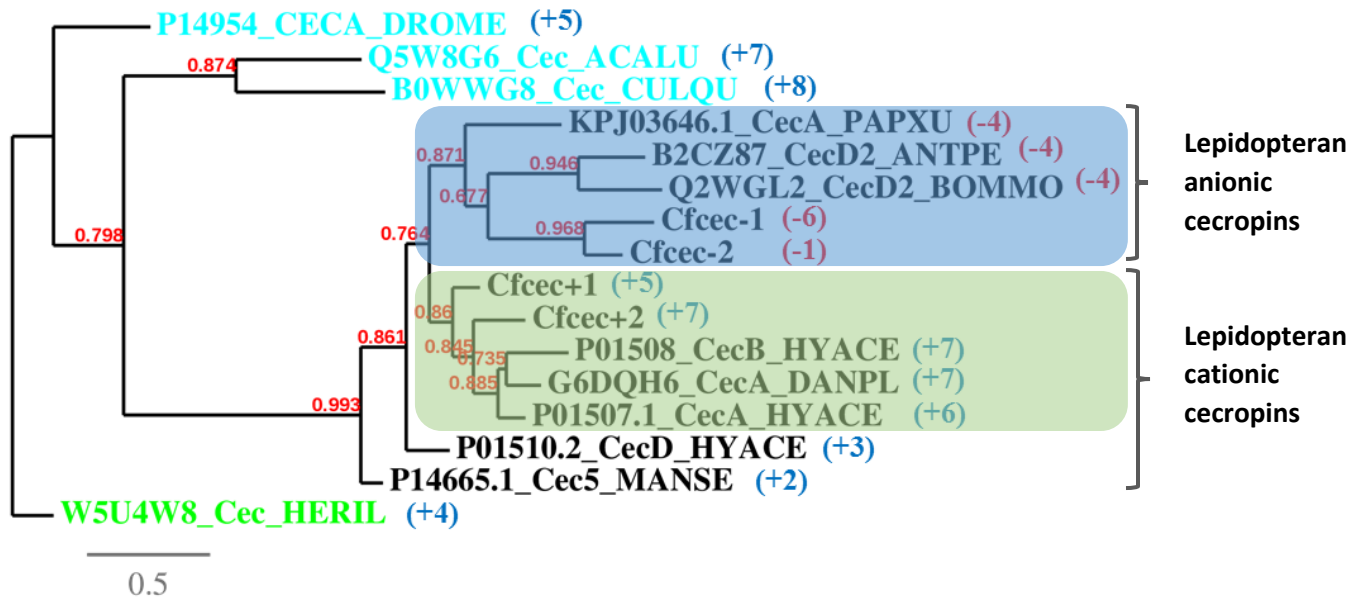 P14954_CECA_DROME (+5)
Q5W8G6_Cec_ACALU (+7)
0.874
B0WWG8_Cec_CULQU (+8)
KPJ03646.1_CecA_PAPXU (-4)
0.871
B2CZ87_CecD2_ANTPE (-4)
0.946
Q2WGL2_CecD2_BOMMO (-4)
0.677
Cfcec-1 (-6)
0.968
Cfcec-2 (-1)
Lepidopteran
anionic
cecropins
0.798
0.764
Cfcec+1 (+5)
0.86
Cfcec+2 (+7)
0.845
P01508_CecB_HYACE (+7)
0.735
G6DQH6_CecA_DANPL (+7)
0.885
P01507.1_CecA_HYACE (+6)
Lepidopteran
cationic
cecropins
0.861
0.993
P01510.2_CecD_HYACE (+3)
P14665.1_Cec5_MANSE (+2)
W5U4W8_Cec_HERIL (+4)
0.5